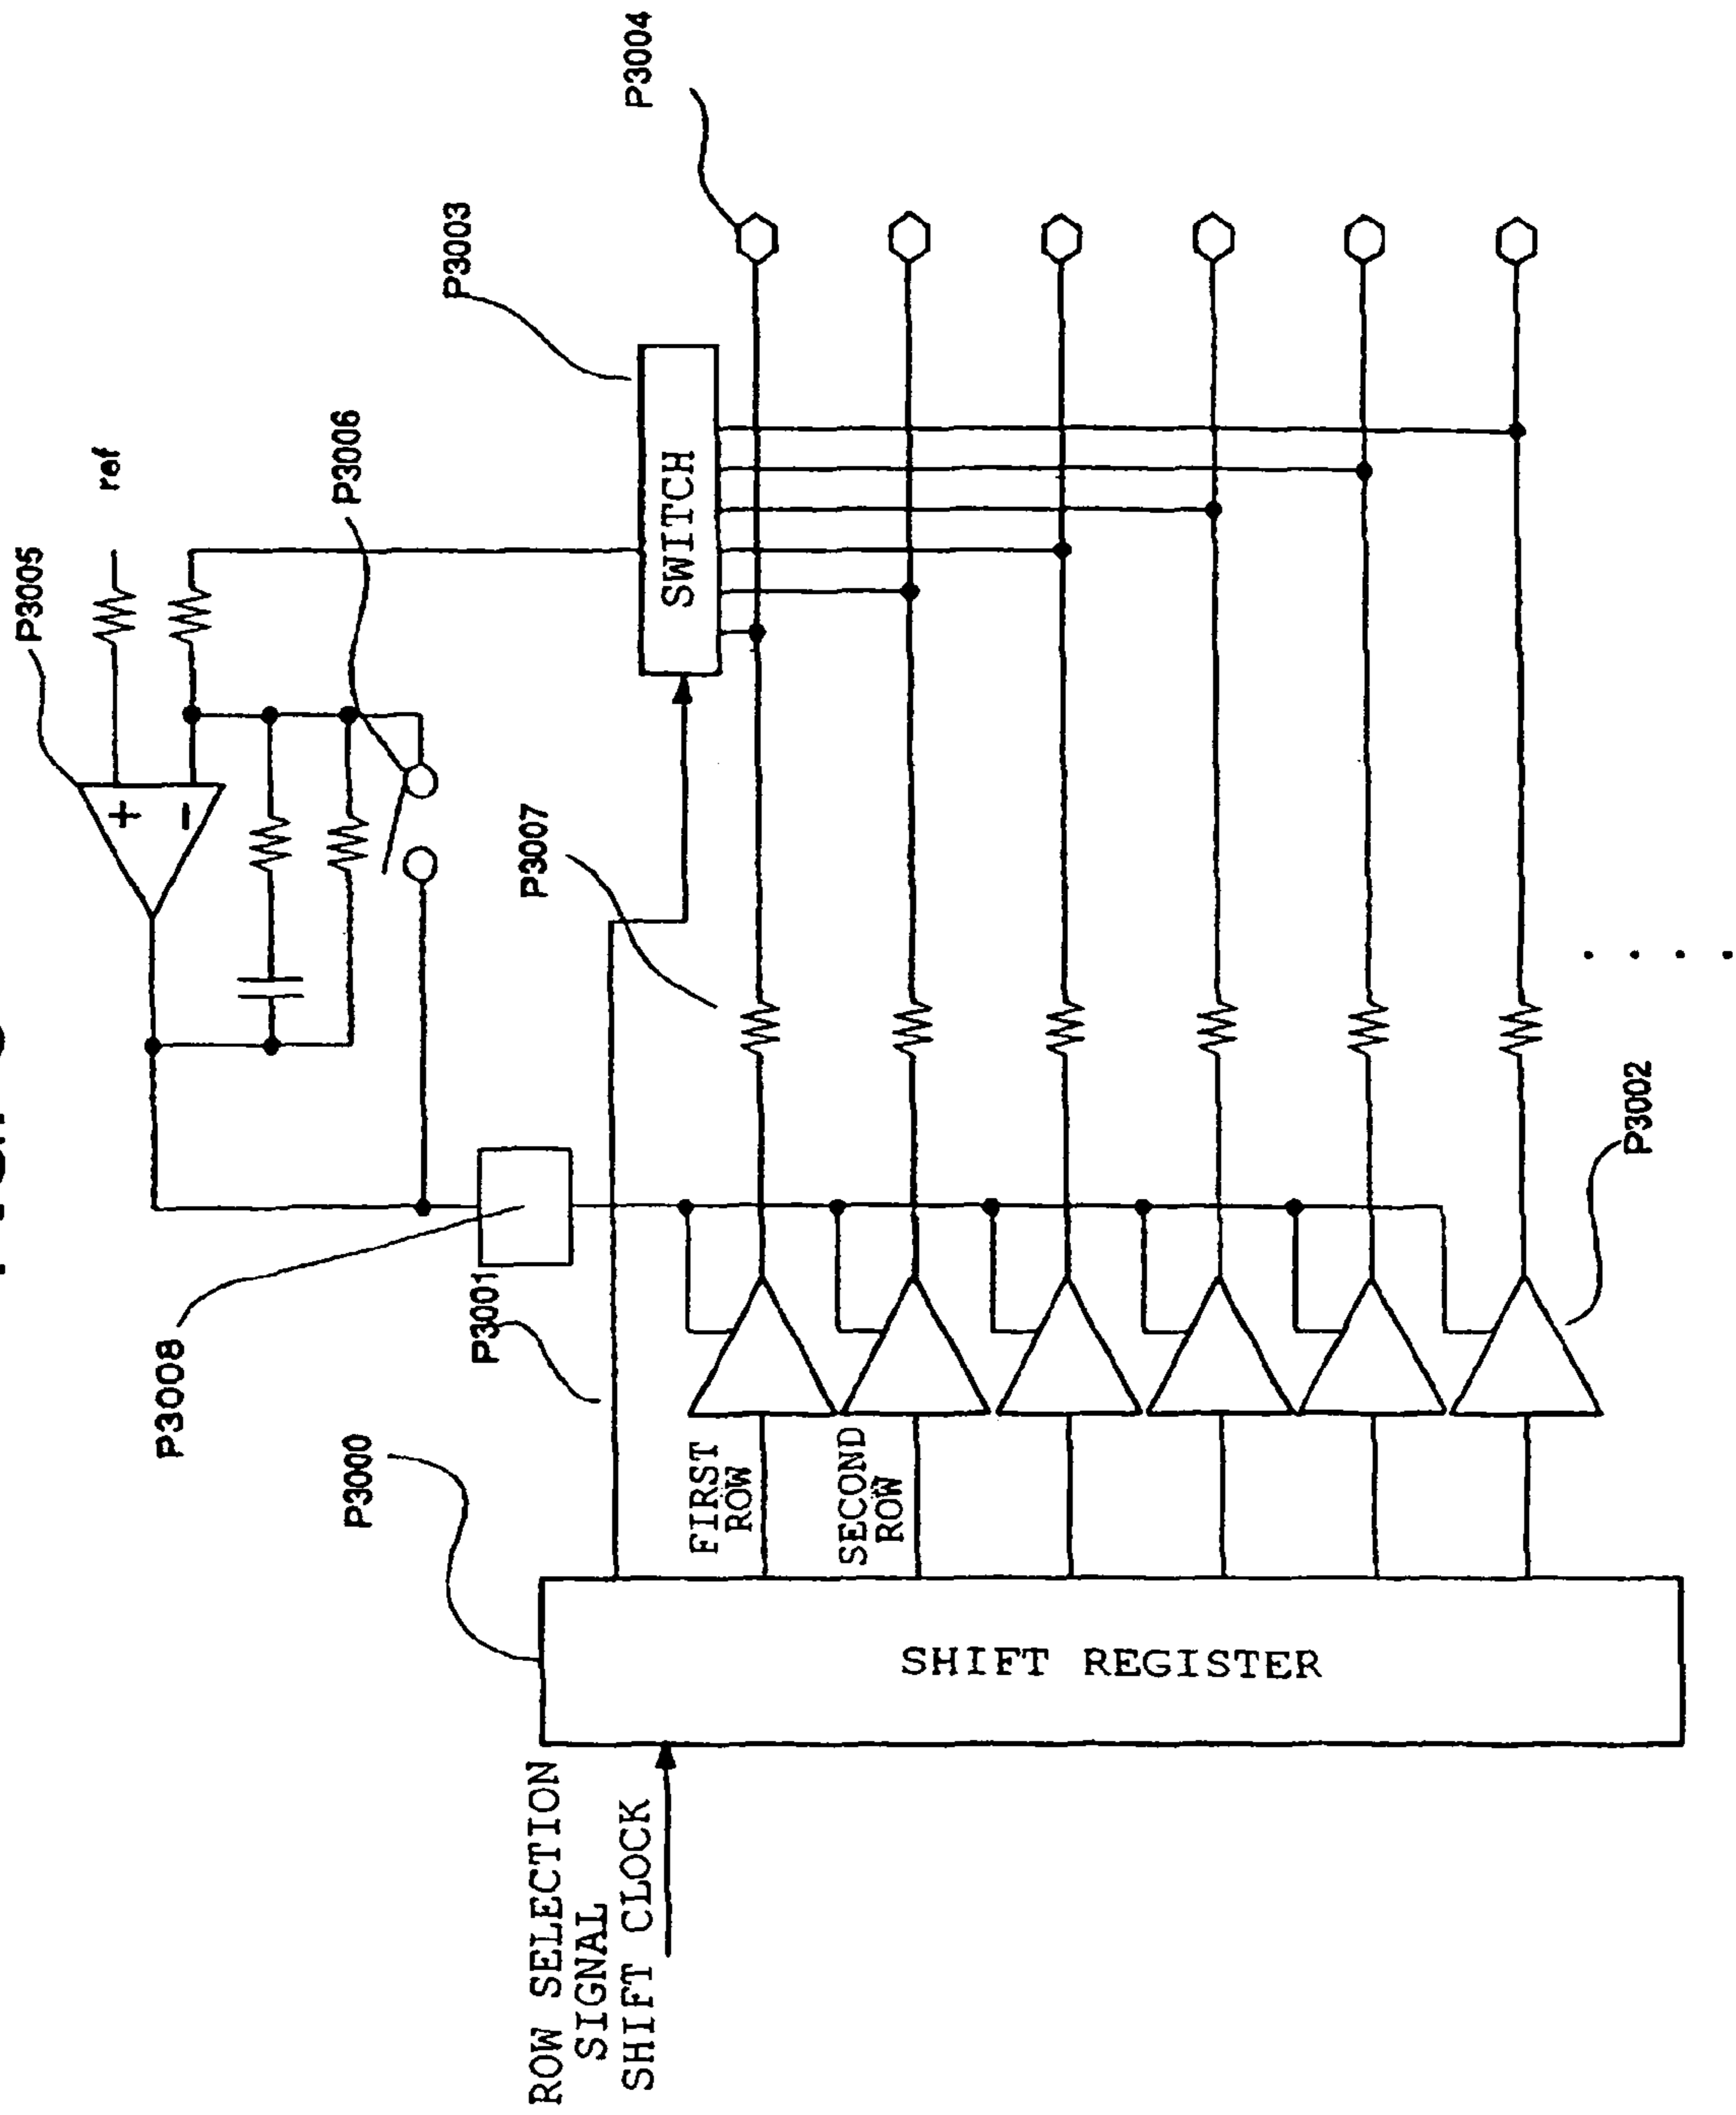 P3004
P3003
ref
P3006
P3005
SWITCH
P3007
P3002
P3008
P3001
P3000
FIRST
ROW
SECOND
ROW
SHIFT REGISTER
ROW SELECTION
SIGNAL
SHIFT CLOCK
+
−